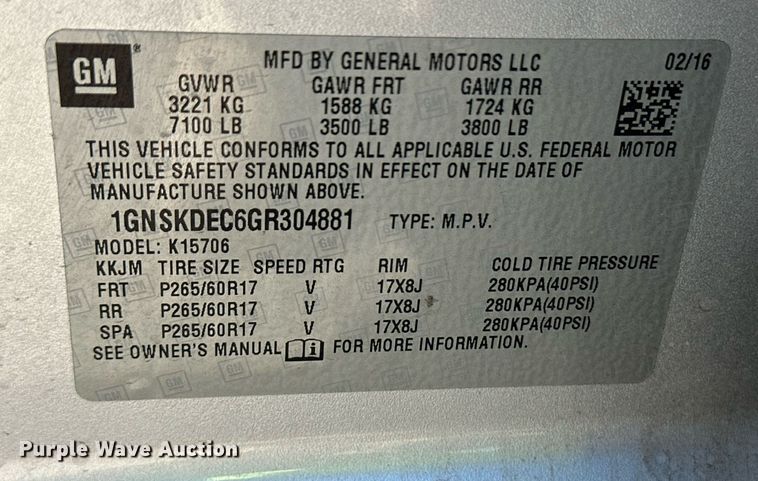 GM
MFD BY GENERAL MOTORS LLC 02/16
GVWR GAWR FRT GAWR RR
3221 KG 1588 KG 1724 KG
7100 LB 3500 LB 3800 LB
THIS VEHICLE CONFORMS TO ALL APPLICABLE U.S. FEDERAL MOTOR
VEHICLE SAFETY STANDARDS IN EFFECT ON THE DATE OF
MANUFACTURE SHOWN ABOVE.
1GNSKDEC6GR304881 TYPE: M.P.V.
MODEL: K15706
KKJM TIRE SIZE SPEED RTG RIM COLD TIRE PRESSURE
FRT P265/60R17 V 17X8J 280KPA(40PSI)
RR P265/60R17 V 17X8J 280KPA(40PSI)
SPA P265/60R17 V 17X8J 280KPA(40PSI)
SEE OWNER'S MANUAL i FOR MORE INFORMATION.
Purple Wave Auction